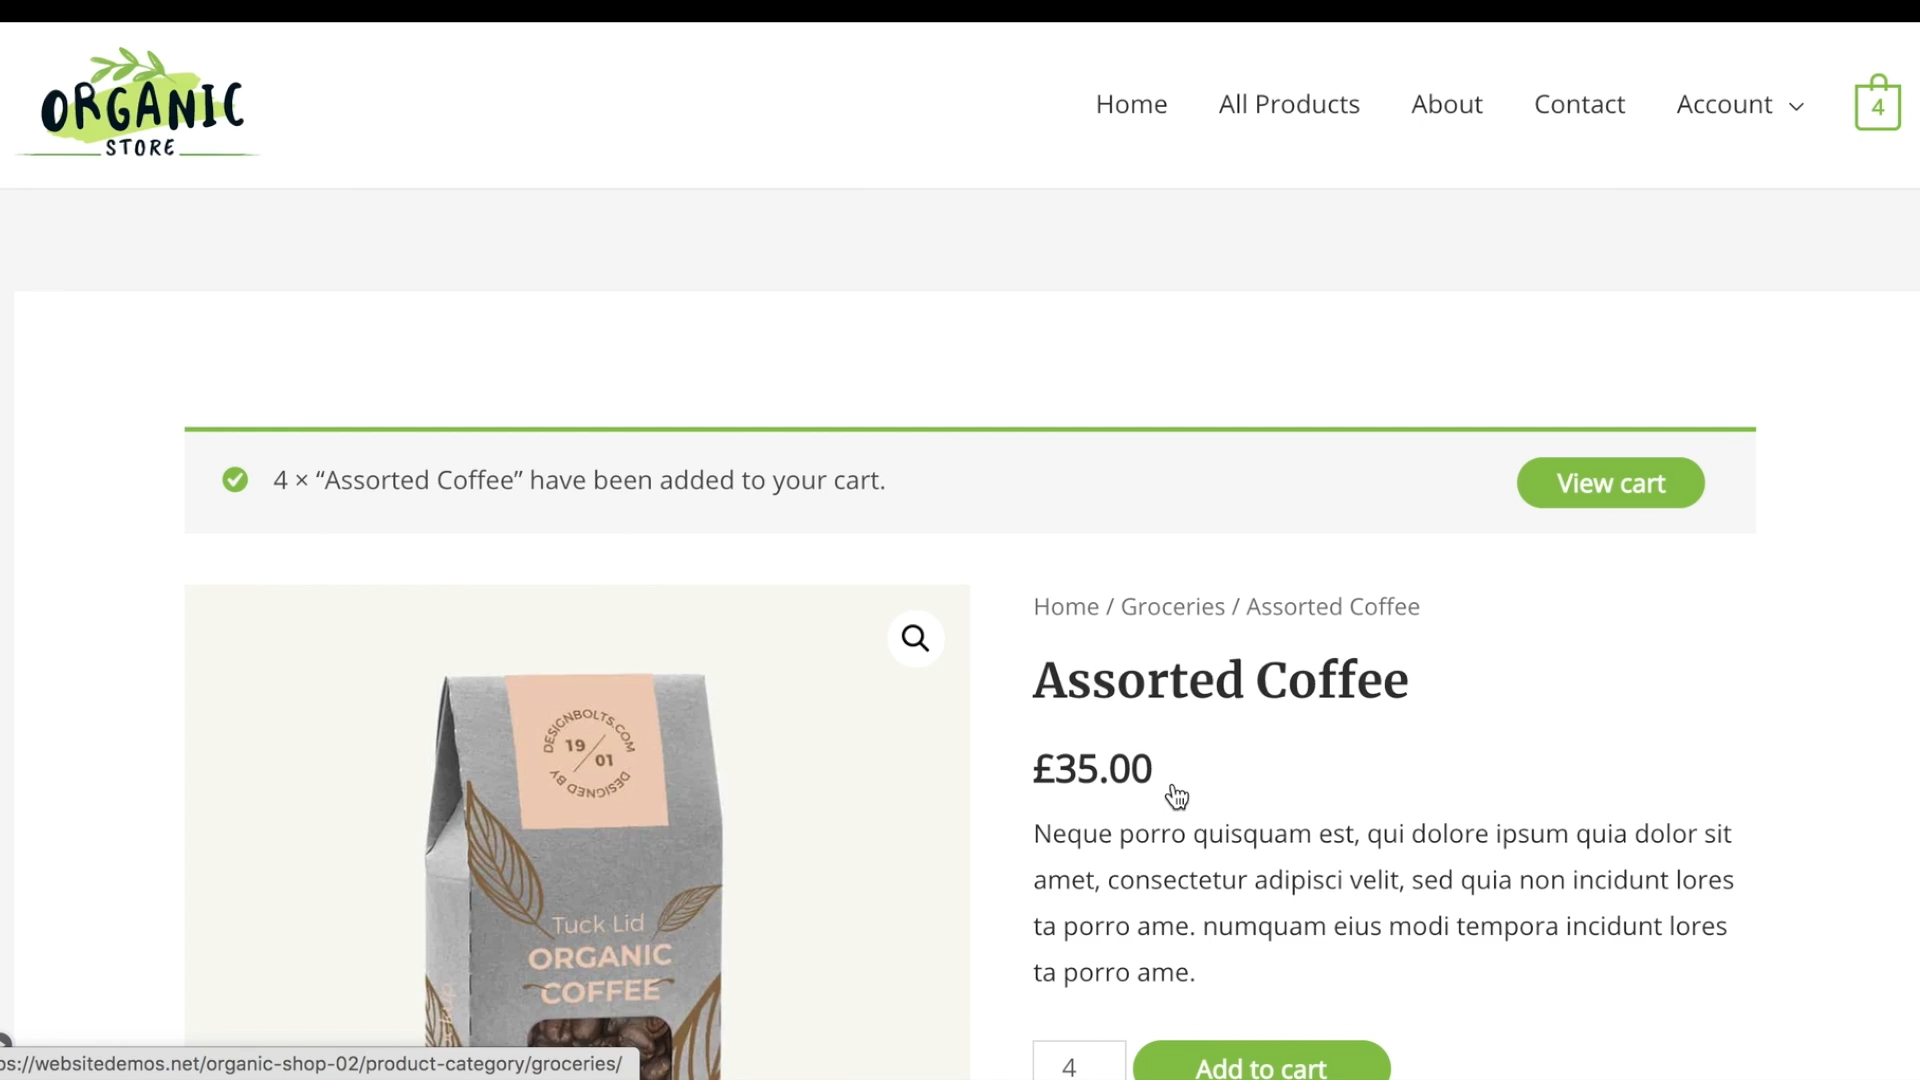 ORGANIC
STORE
Home
All Products
About
Contact
Account
4
4 × “Assorted Coffee” have been added to your cart.
View cart
Home / Groceries / Assorted Coffee
Assorted Coffee
£35.00
Neque porro quisquam est, qui dolore ipsum quia dolor sit
amet, consectetur adipisci velit, sed quia non incidunt lores
ta porro ame. numquam eius modi tempora incidunt lores
ta porro ame.
4
Add to cart
DESIGNBOLTS.COM
19
01
DESIGNED BY
Tuck Lid
ORGANIC
COFFEE
ps://websitedemos.net/organic-shop-02/product-category/groceries/